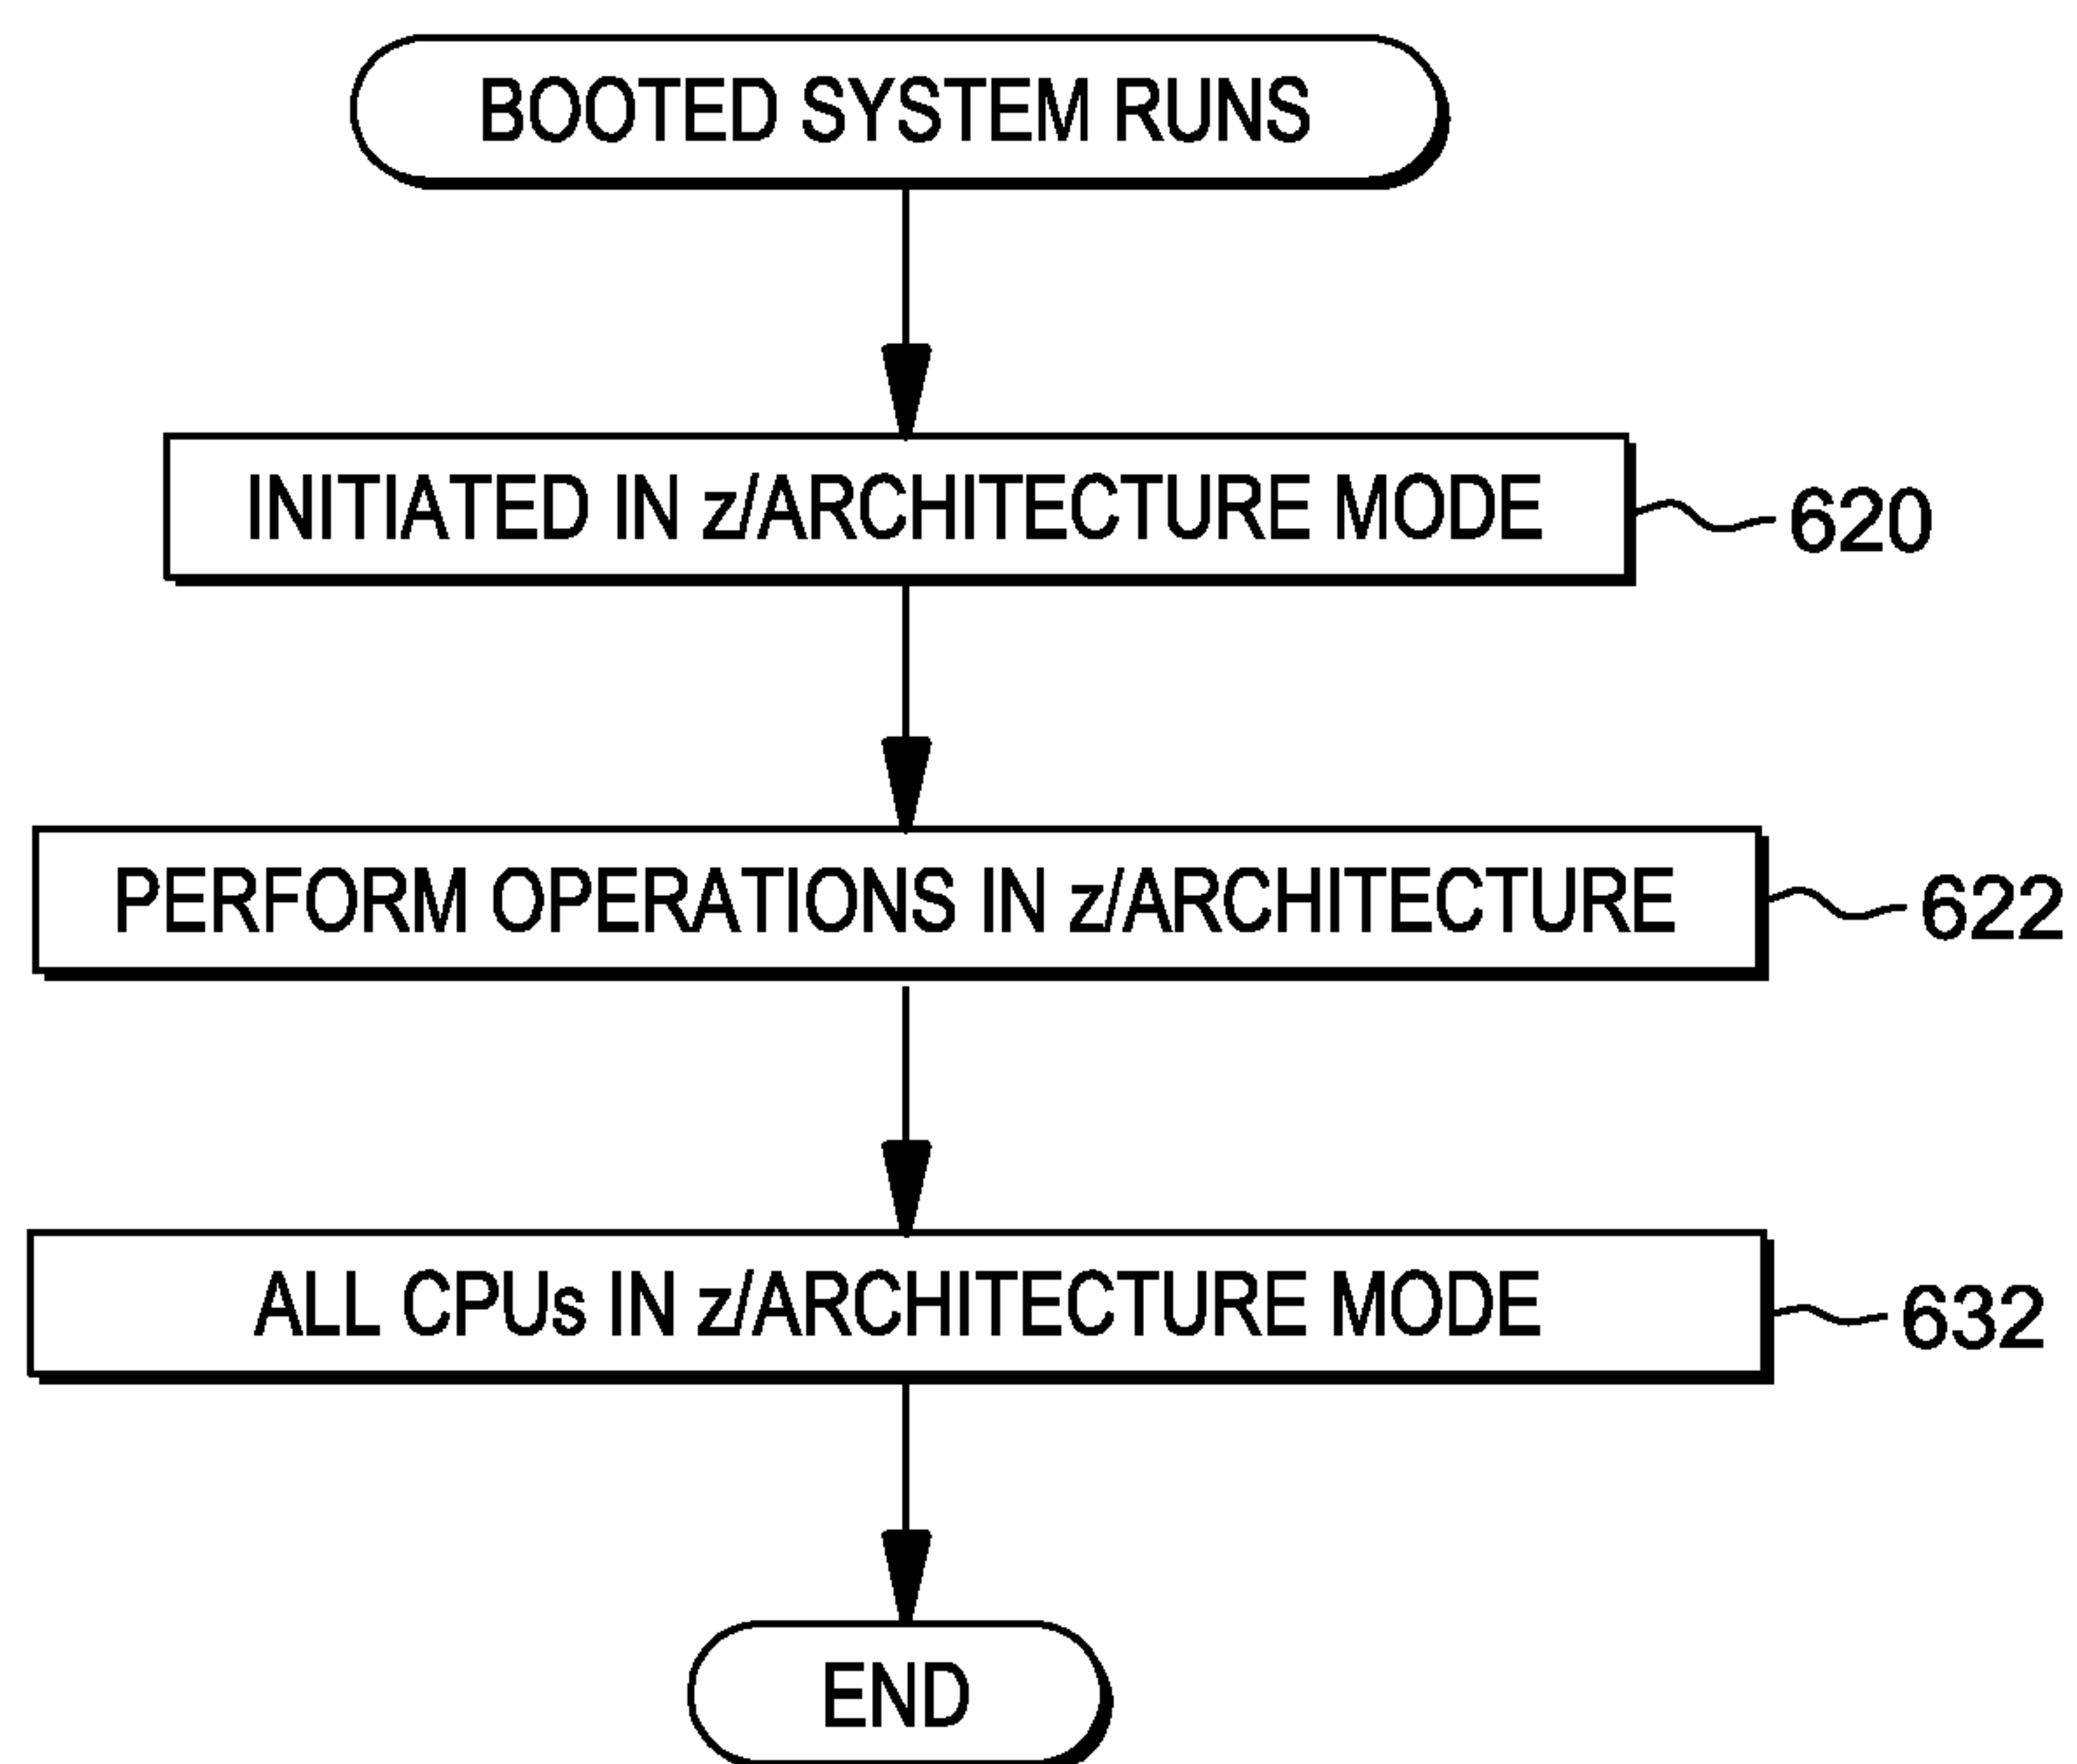 BOOTED SYSTEM RUNS
INITIATED IN z/ARCHITECTURE MODE
620
PERFORM OPERATIONS IN z/ARCHITECTURE
622
ALL CPUs IN z/ARCHITECTURE MODE
632
END